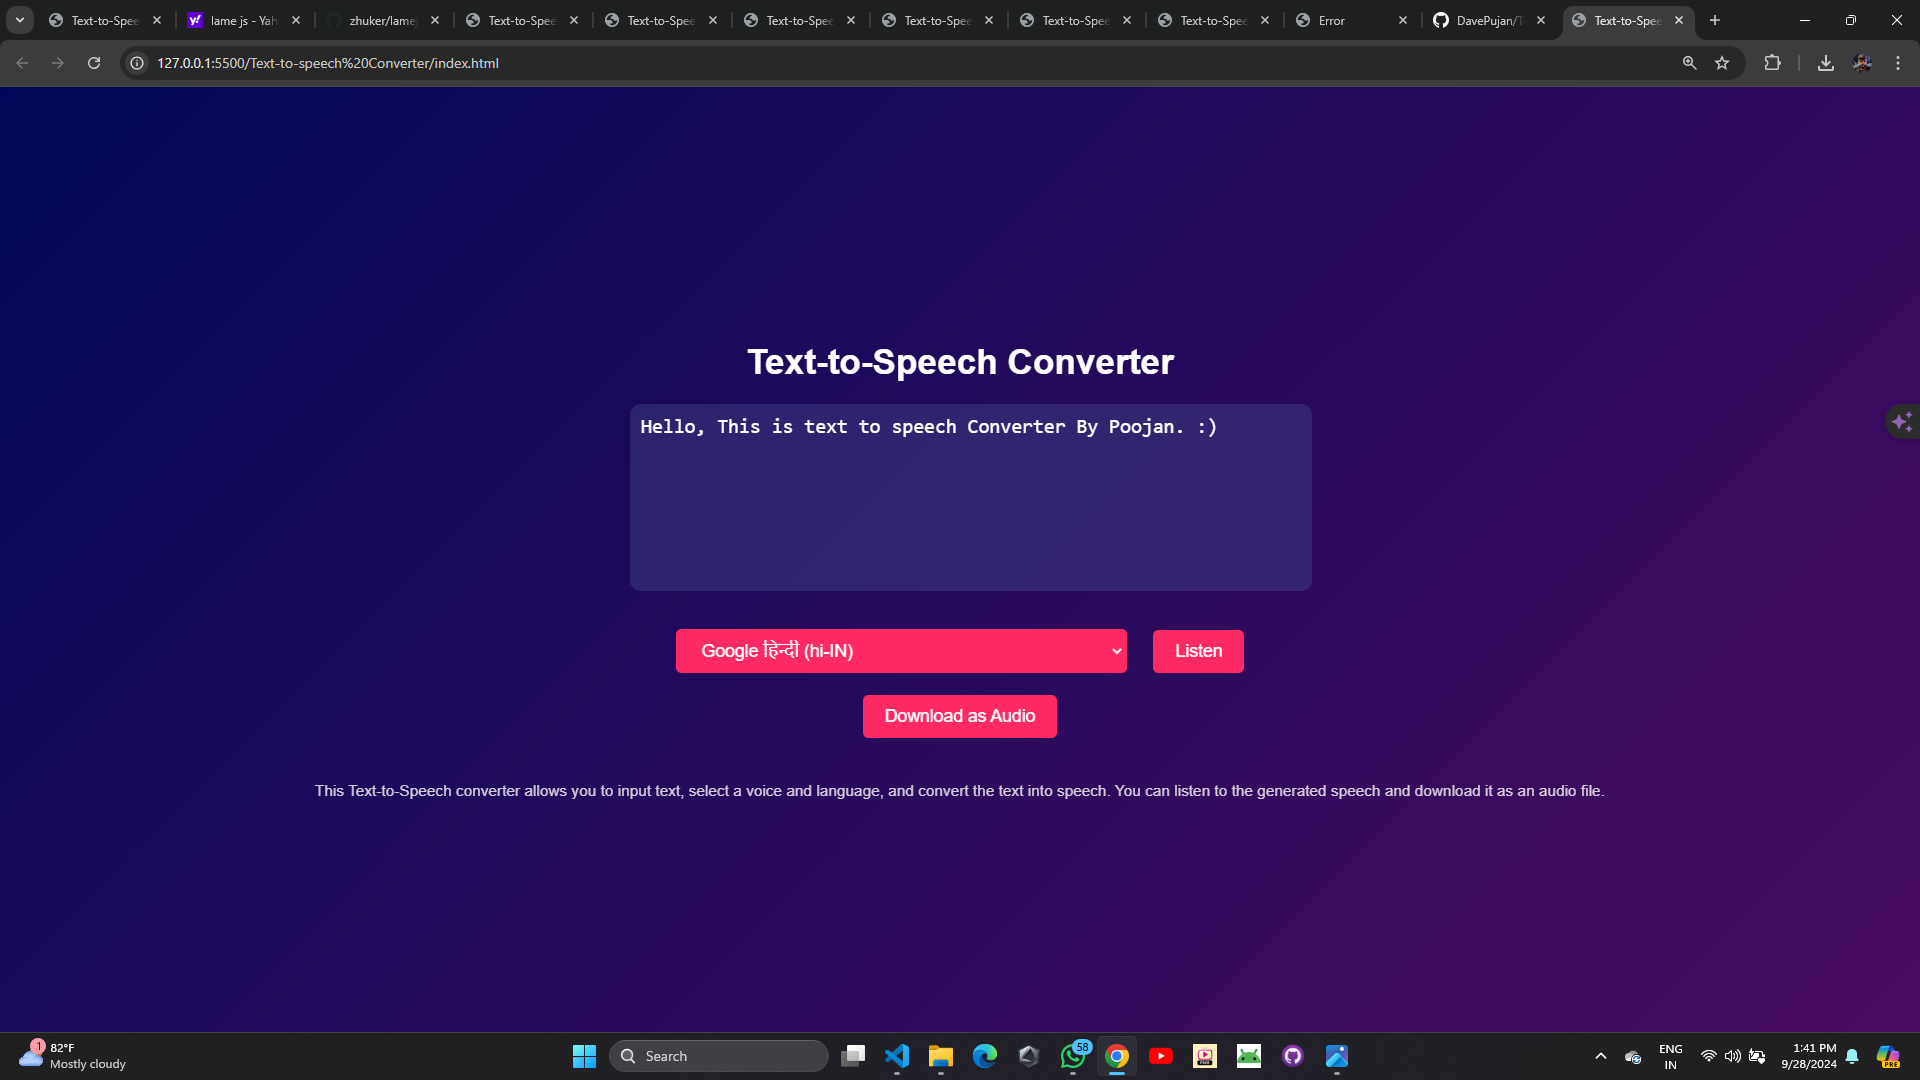 Text-to-Spee
lame js - Yah
zhuker/lame
Text-to-Spee
Text-to-Spee
Text-to-Spee
Text-to-Spee
Text-to-Spee
Text-to-Spee
Error
DavePujan/T
Text-to-Spee
127.0.0.1:5500/Text-to-speech%20Converter/index.html
Text-to-Speech Converter
Hello, This is text to speech Converter By Poojan. :)
Google हिन्दी (hi-IN)
Listen
Download as Audio
This Text-to-Speech converter allows you to input text, select a voice and language, and convert the text into speech. You can listen to the generated speech and download it as an audio file.
1
82°F
Mostly cloudy
Search
58
ENG
IN
1:41 PM
9/28/2024
PRE